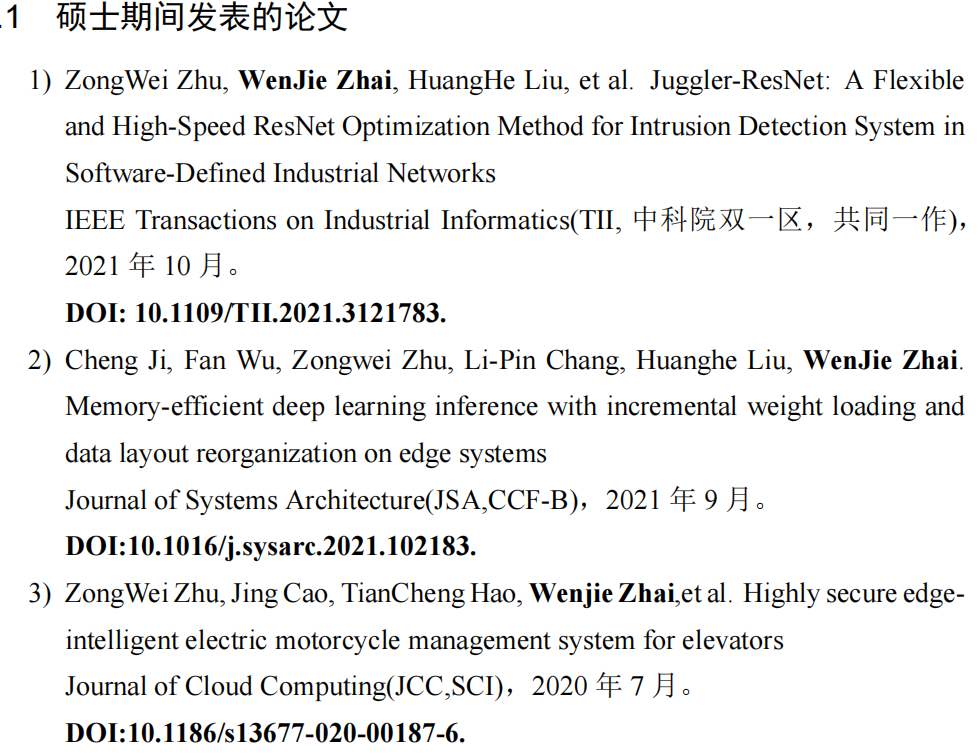 .1 硕士期间发表的论文
1) ZongWei Zhu, WenJie Zhai, HuangHe Liu, et al. Juggler-ResNet: A Flexible
and High-Speed ResNet Optimization Method for Intrusion Detection System in
Software-Defined Industrial Networks
IEEE Transactions on Industrial Informatics(TII, 中科院双一区，共同一作)，
2021 年 10 月。
DOI: 10.1109/TII.2021.3121783.
2) Cheng Ji, Fan Wu, Zongwei Zhu, Li-Pin Chang, Huanghe Liu, WenJie Zhai.
Memory-efficient deep learning inference with incremental weight loading and
data layout reorganization on edge systems
Journal of Systems Architecture(JSA,CCF-B)，2021 年 9 月。
DOI:10.1016/j.sysarc.2021.102183.
3) ZongWei Zhu, Jing Cao, TianCheng Hao, Wenjie Zhai,et al. Highly secure edge-
intelligent electric motorcycle management system for elevators
Journal of Cloud Computing(JCC,SCI)，2020 年 7 月。
DOI:10.1186/s13677-020-00187-6.